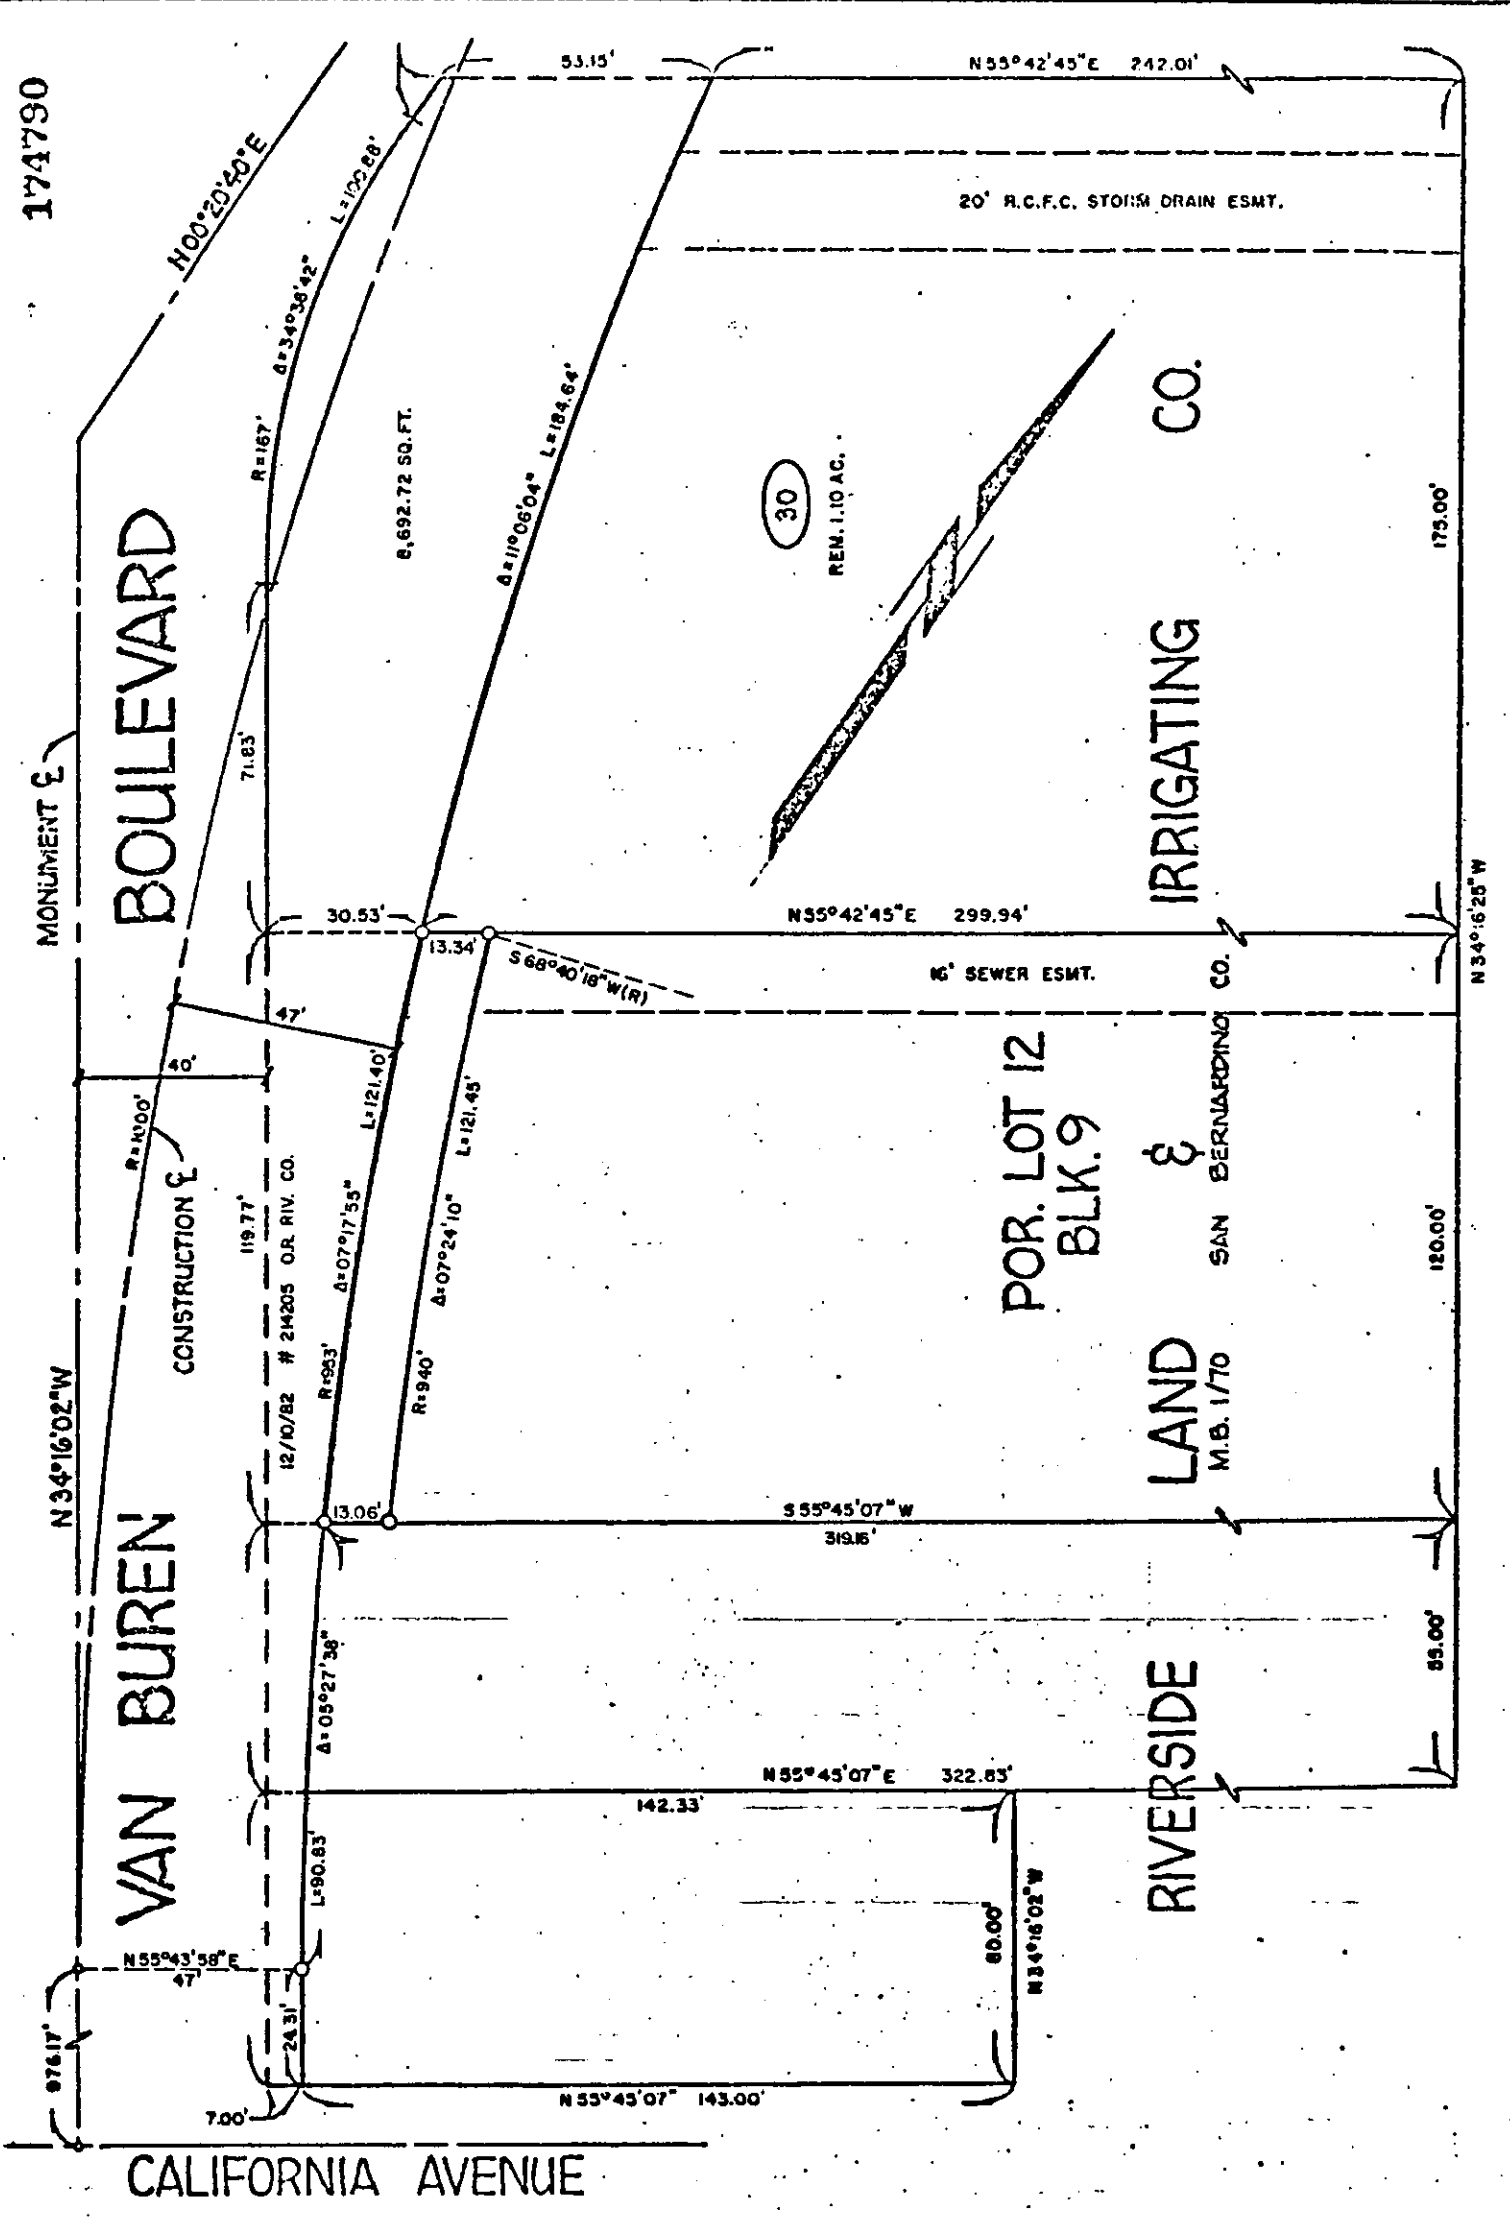 174790
53.15'
N55°42'45"E 242.01'
N00°20'40"E
L=100.88'
Δ=34°36'42"
R=167'
20' R.C.F.C. STORM DRAIN ESMT.
8,692.72 SQ.FT.
Δ=11°06'04" L=184.64'
30
REM. 1.10 AC.
CO.
175.00'
MONUMENT ℄
BOULEVARD
71.83'
IRRIGATING
30.53'
13.34'
N55°42'45"E 299.94'
S68°40'18"W(R)
16' SEWER ESMT.
N34°16'25"W
47'
40'
R=1000'
CONSTRUCTION ℄
L=121.40'
L=121.45'
119.77'
12/10/82 # 214205 O.R. RIV. CO.
Δ=07°17'55"
Δ=07°24'10"
R=953'
R=940'
POR. LOT 12
BLK. 9
&
SAN BERNARDINO CO.
120.00'
N34°16'02"W
LAND
M.B. 1/70
13.06'
S55°45'07"W
319.16'
VAN BUREN
Δ=05°27'38"
55.00'
N55°45'07"E 322.83'
142.33'
L=90.83'
RIVERSIDE
80.00'
N34°16'02"W
N55°43'58"E
47'
976.17'
24.31'
7.00'
N55°45'07" 143.00'
CALIFORNIA AVENUE